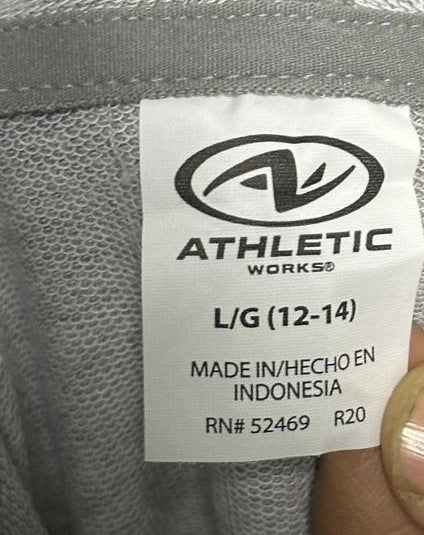 ATHLETIC
WORKS®
L/G (12-14)
MADE IN/HECHO EN
INDONESIA
RN# 52469 R20